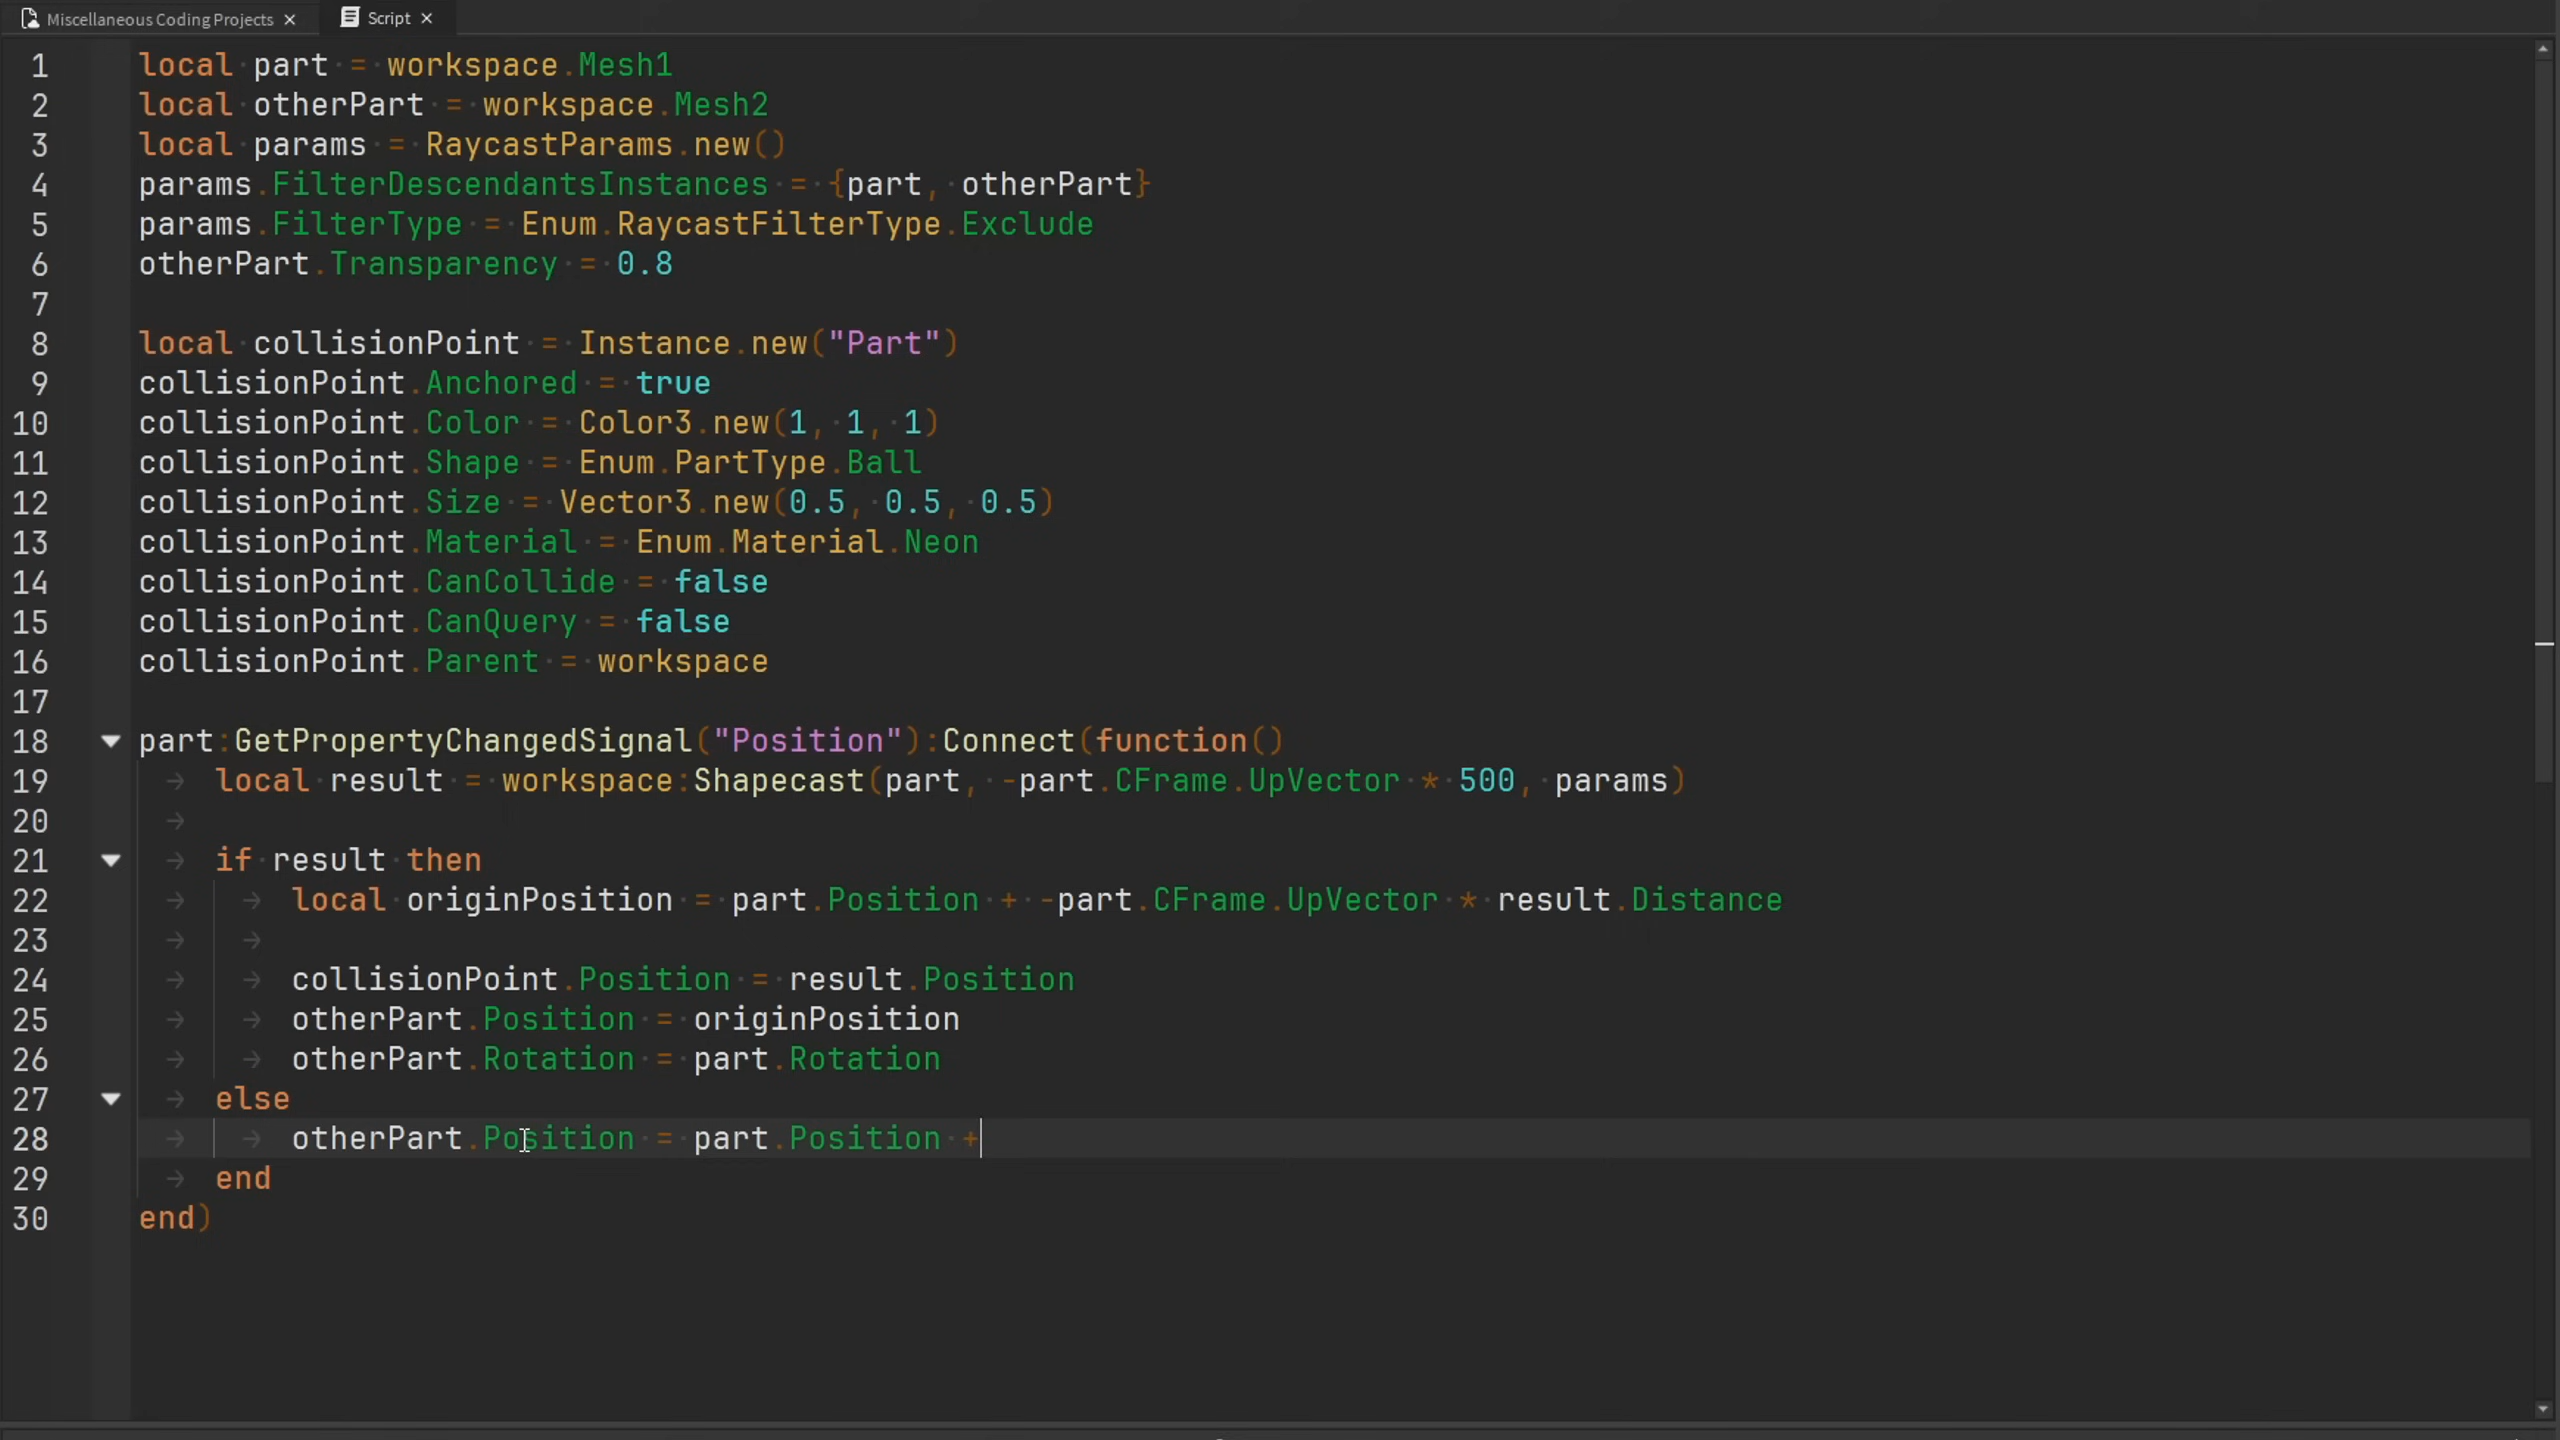 Miscellaneous Coding Projects × Script ×
1 local part = workspace.Mesh1
2 local otherPart = workspace.Mesh2
3 local params = RaycastParams.new()
4 params.FilterDescendantsInstances = {part, otherPart}
5 params.FilterType = Enum.RaycastFilterType.Exclude
6 otherPart.Transparency = 0.8
7
8 local collisionPoint = Instance.new("Part")
9 collisionPoint.Anchored = true
10 collisionPoint.Color = Color3.new(1, 1, 1)
11 collisionPoint.Shape = Enum.PartType.Ball
12 collisionPoint.Size = Vector3.new(0.5, 0.5, 0.5)
13 collisionPoint.Material = Enum.Material.Neon
14 collisionPoint.CanCollide = false
15 collisionPoint.CanQuery = false
16 collisionPoint.Parent = workspace
17
18 part:GetPropertyChangedSignal("Position"):Connect(function()
19 local result = workspace:Shapecast(part, -part.CFrame.UpVector * 500, params)
20
21 if result then
22 local originPosition = part.Position + -part.CFrame.UpVector * result.Distance
23
24 collisionPoint.Position = result.Position
25 otherPart.Position = originPosition
26 otherPart.Rotation = part.Rotation
27 else
28 otherPart.Position = part.Position +
29 end
30 end)